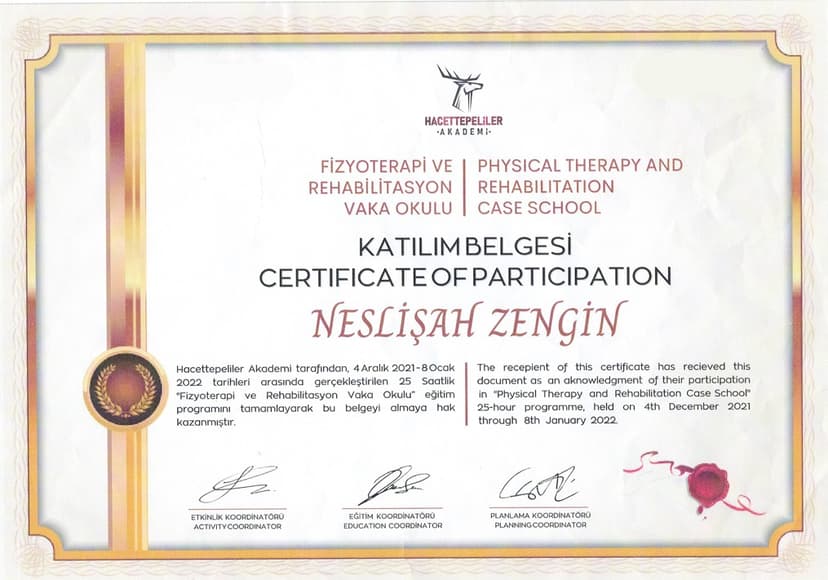 HACETTEPELİLER
·AKADEMİ·
FİZYOTERAPİ VE
REHABİLİTASYON
VAKA OKULU
PHYSICAL THERAPY AND
REHABILITATION
CASE SCHOOL
KATILIM BELGESİ
CERTIFICATE OF PARTICIPATION
NESLİŞAH ZENGİN
Hacettepeliler Akademi tarafından, 4 Aralık 2021-8 Ocak
2022 tarihleri arasında gerçekleştirilen 25 Saatlik
"Fizyoterapi ve Rehabilitasyon Vaka Okulu" eğitim
programını tamamlayarak bu belgeyi almaya hak
kazanmıştır.
The recepient of this certificate has recieved this
document as an aknowledgment of their participation
in "Physical Therapy and Rehabilitation Case School"
25-hour programme, held on 4th December 2021
through 8th January 2022.
ETKİNLİK KOORDİNATÖRÜ
ACTIVITY COORDINATOR
EĞİTİM KOORDİNATÖRÜ
EDUCATION COORDINATOR
PLANLAMA KOORDİNATÖRÜ
PLANNING COORDINATOR